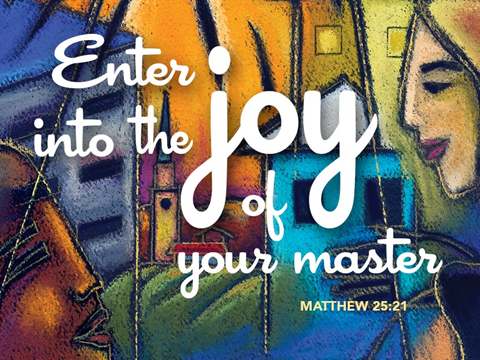 Enter
into the joy
of
your master
MATTHEW 25:21